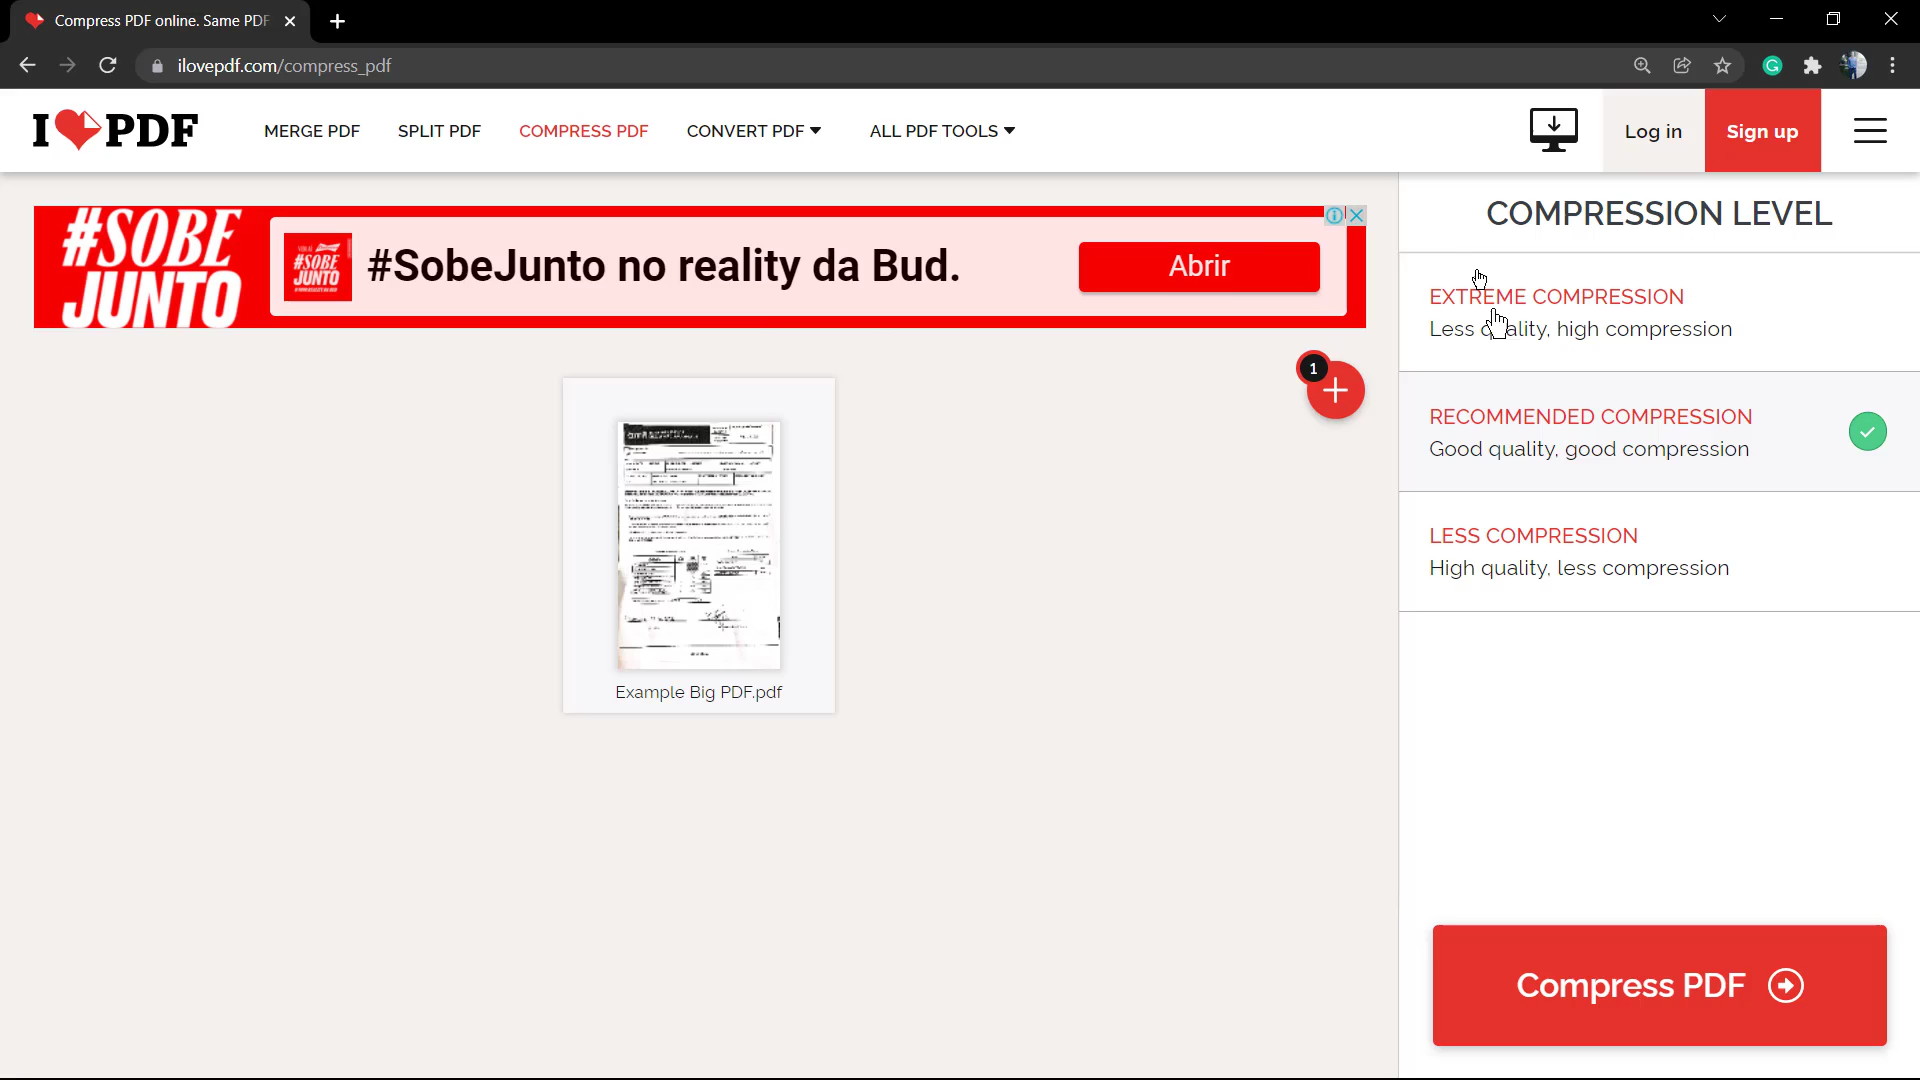 Compress PDF online. Same PDF
ilovepdf.com/compress_pdf
I PDF
MERGE PDF
SPLIT PDF
COMPRESS PDF
CONVERT PDF
ALL PDF TOOLS
Log in
Sign up
#SOBE
JUNTO
#SOBE
JUNTO
#SobeJunto no reality da Bud.
Abrir
1
Example Big PDF.pdf
COMPRESSION LEVEL
EXTREME COMPRESSION
Less quality, high compression
RECOMMENDED COMPRESSION
Good quality, good compression
LESS COMPRESSION
High quality, less compression
Compress PDF